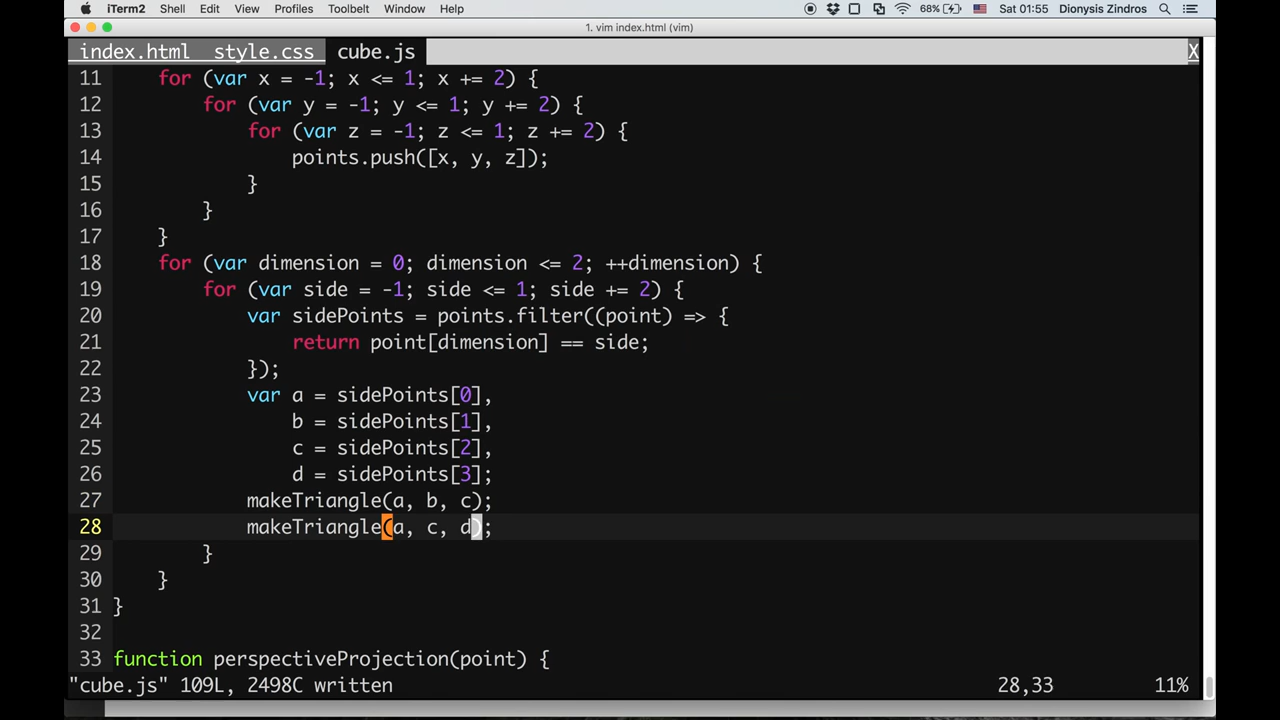 iTerm2 Shell Edit View Profiles Toolbelt Window Help 68% Sat 01:55 Dionysis Zindros
1. vim index.html (vim)
index.html style.css cube.js X
11 for (var x = -1; x <= 1; x += 2) {
12 for (var y = -1; y <= 1; y += 2) {
13 for (var z = -1; z <= 1; z += 2) {
14 points.push([x, y, z]);
15 }
16 }
17 }
18 for (var dimension = 0; dimension <= 2; ++dimension) {
19 for (var side = -1; side <= 1; side += 2) {
20 var sidePoints = points.filter((point) => {
21 return point[dimension] == side;
22 });
23 var a = sidePoints[0],
24 b = sidePoints[1],
25 c = sidePoints[2],
26 d = sidePoints[3];
27 makeTriangle(a, b, c);
28 makeTriangle(a, c, d);
29 }
30 }
31 }
32
33 function perspectiveProjection(point) {
"cube.js" 109L, 2498C written 28,33 11%